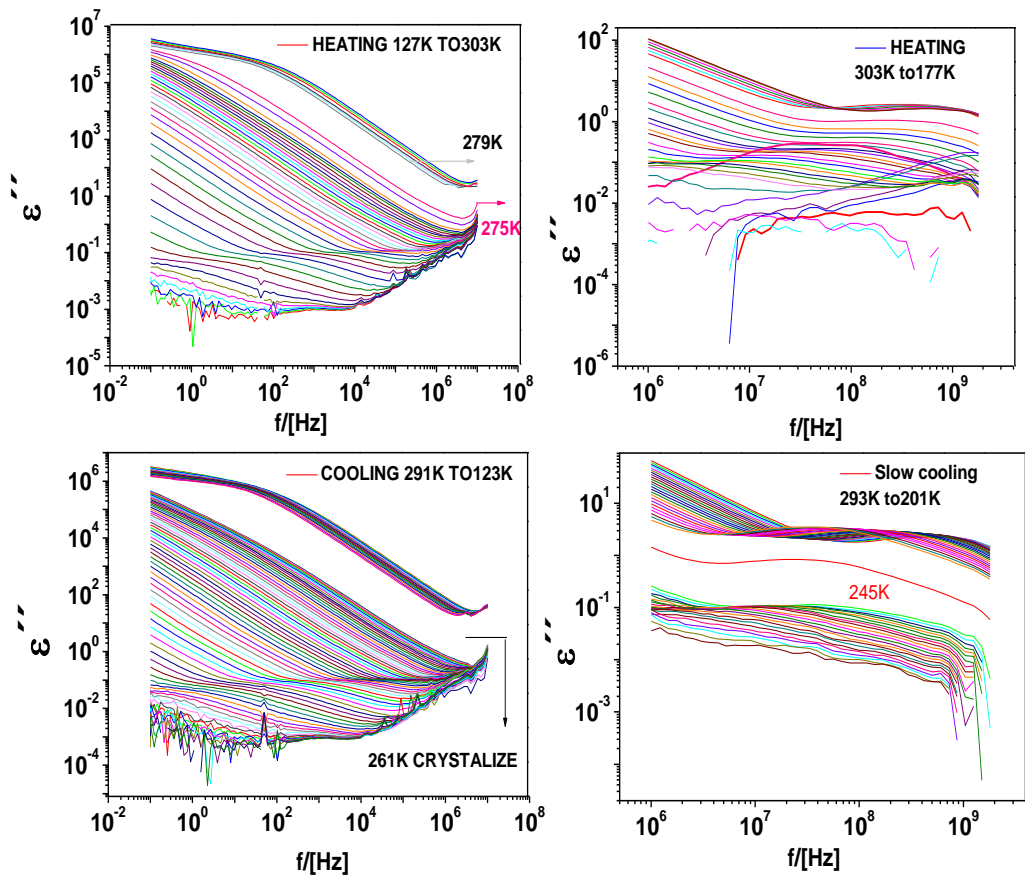 10^7
10^5
10^3
10^1
10^-1
10^-3
10^-5
ε´´
HEATING 127K TO303K
279K
275K
10^-2 10^0 10^2 10^4 10^6 10^8
f/[Hz]
10^2
10^0
10^-2
10^-4
10^-6
ε´´
HEATING
303K to177K
10^6 10^7 10^8 10^9
f/[Hz]
10^6
10^4
10^2
10^0
10^-2
10^-4
ε´´
COOLING 291K TO123K
261K CRYSTALIZE
10^-2 10^0 10^2 10^4 10^6 10^8
f/[Hz]
10^1
10^-1
10^-3
ε´´
Slow cooling
293K to201K
245K
10^6 10^7 10^8 10^9
f/[Hz]